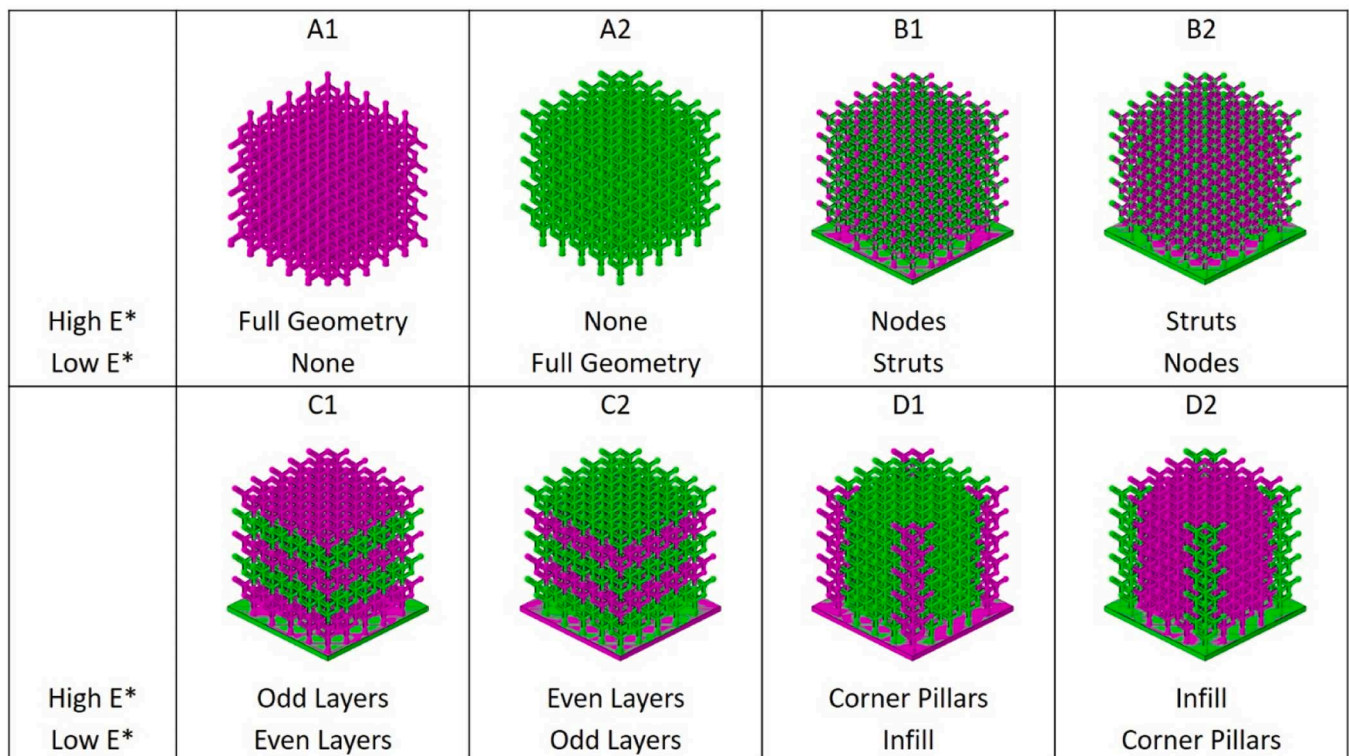 A1 A2 B1 B2
High E* Full Geometry None Nodes Struts
Low E* None Full Geometry Struts Nodes
C1 C2 D1 D2
High E* Odd Layers Even Layers Corner Pillars Infill
Low E* Even Layers Odd Layers Infill Corner Pillars